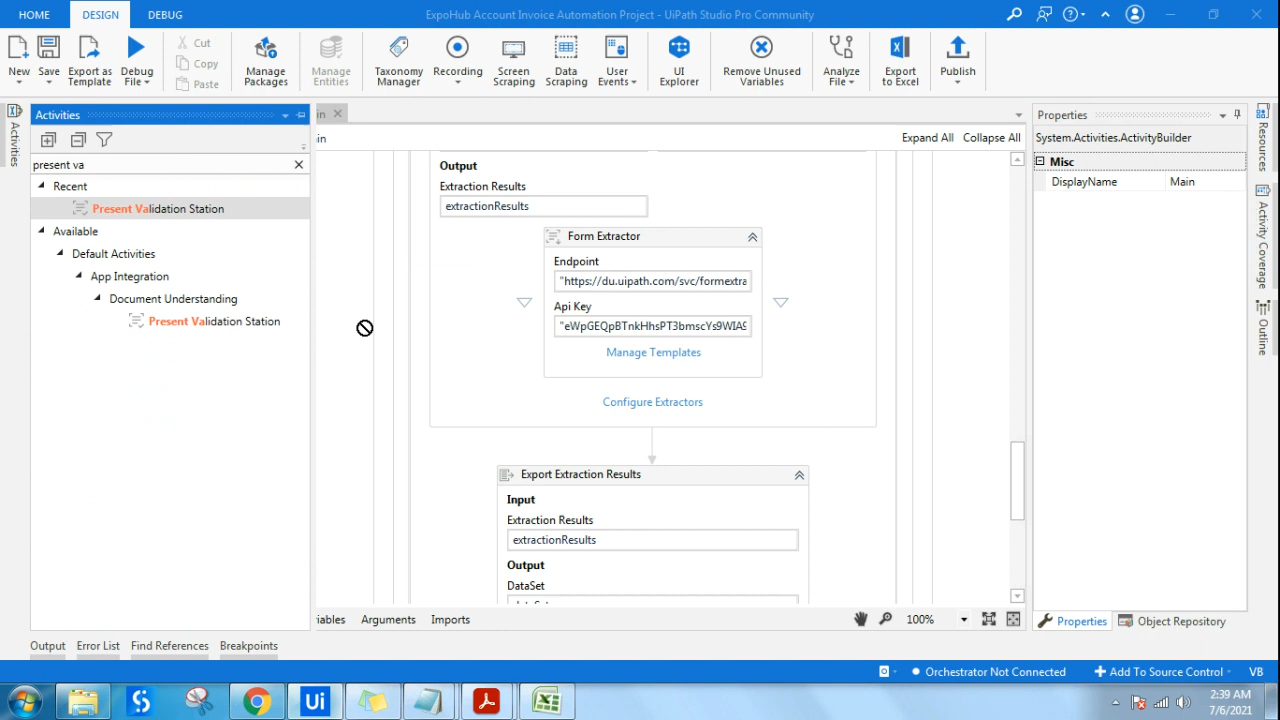 HOME
DESIGN
DEBUG
ExpoHub Account Invoice Automation Project - UiPath Studio Pro Community
New
Save
Export as Template
Debug File
Cut
Copy
Paste
Manage Packages
Manage Entities
Taxonomy Manager
Recording
Screen Scraping
Data Scraping
User Events
UI Explorer
Remove Unused Variables
Analyze File
Export to Excel
Publish
Activities
Activities
present va
Recent
Present Validation Station
Available
Default Activities
App Integration
Document Understanding
Present Validation Station
Expand All
Collapse All
Output
Extraction Results
extractionResults
Form Extractor
Endpoint
"https://du.uipath.com/svc/formextra
Api Key
Manage Templates
Configure Extractors
Export Extraction Results
Input
Extraction Results
extractionResults
Output
DataSet
Properties
System.Activities.ActivityBuilder
Misc
DisplayName
Main
Resources
Activity Coverage
Outline
iables
Arguments
Imports
100%
Properties
Object Repository
Output
Error List
Find References
Breakpoints
Orchestrator Not Connected
Add To Source Control
VB
Ui
2:39 AM
7/6/2021